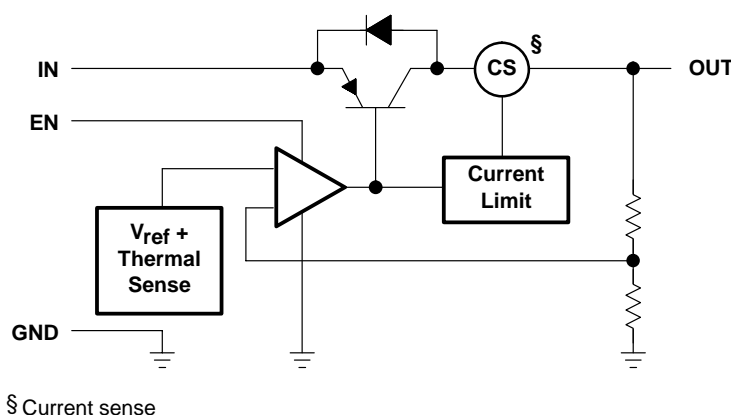 §
IN
CS
OUT
EN
Current
Limit
Vref +
Thermal
Sense
GND
§ Current sense